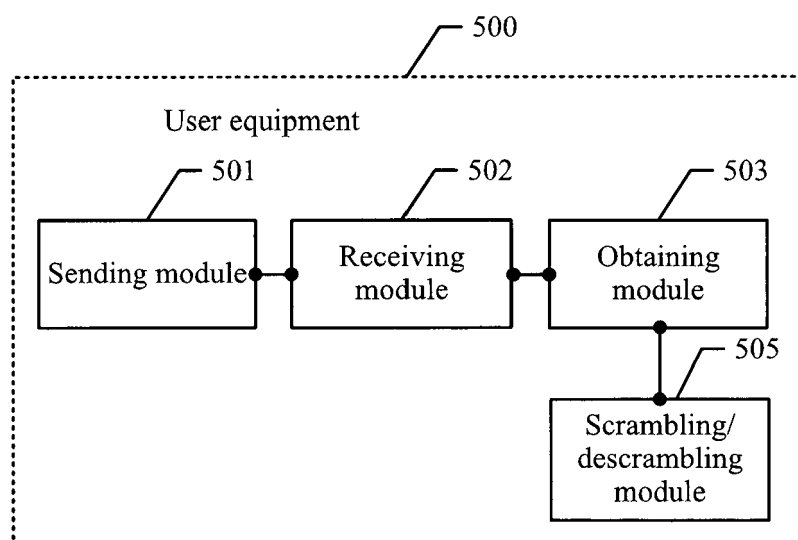 500
User equipment
501
502
503
Sending module
Receiving
module
Obtaining
module
505
Scrambling/
descrambling
module